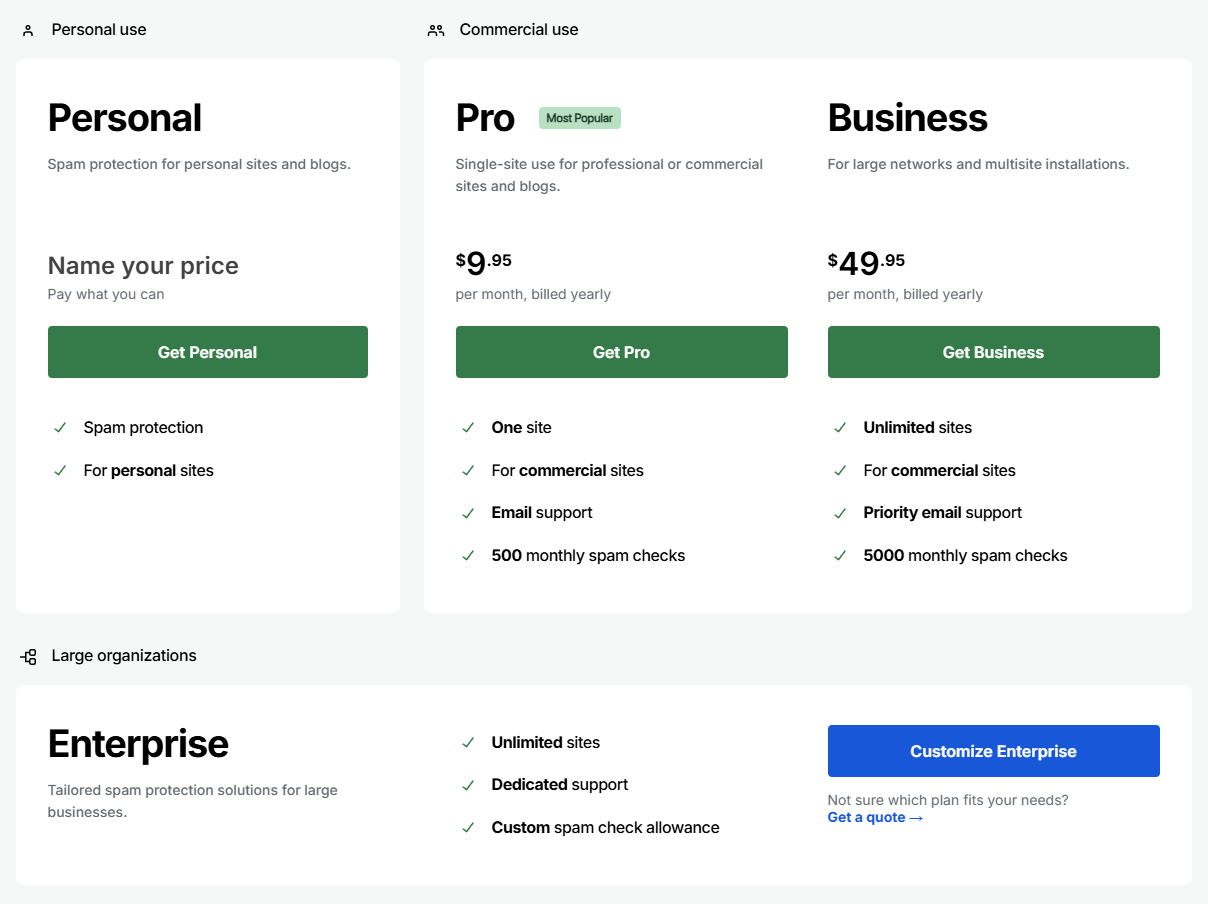 Personal use
Personal
Spam protection for personal sites and blogs.
Name your price
Pay what you can
Get Personal
Spam protection
For personal sites
Commercial use
Pro
Most Popular
Single-site use for professional or commercial
sites and blogs.
$9.95
per month, billed yearly
Get Pro
One site
For commercial sites
Email support
500 monthly spam checks
Business
For large networks and multisite installations.
$49.95
per month, billed yearly
Get Business
Unlimited sites
For commercial sites
Priority email support
5000 monthly spam checks
Large organizations
Enterprise
Tailored spam protection solutions for large
businesses.
Unlimited sites
Dedicated support
Custom spam check allowance
Customize Enterprise
Not sure which plan fits your needs?
Get a quote →